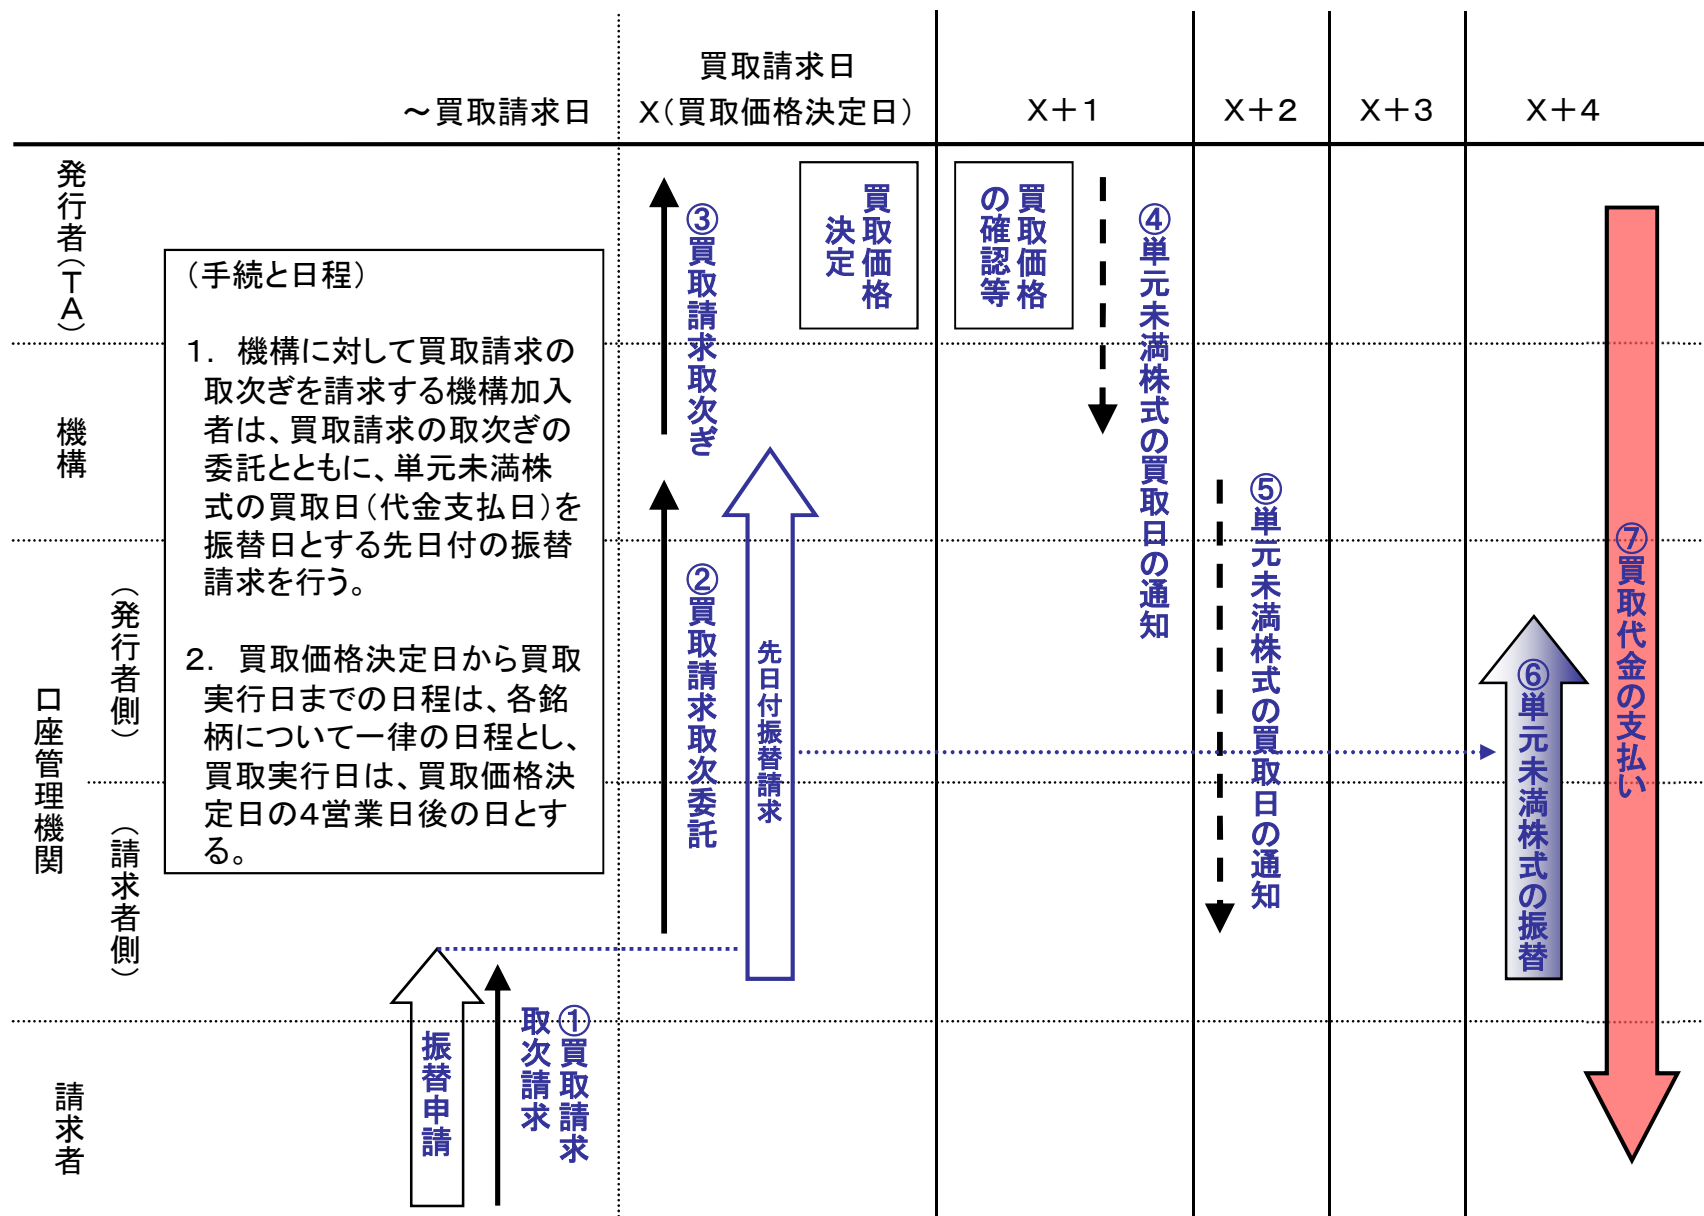 買取請求日
～買取請求日
X(買取価格決定日)
X＋1
X＋2
X＋3
X＋4
発行者(TA)
機構
口座管理機関
(発行者側)
(請求者側)
請求者
(手続と日程)
1. 機構に対して買取請求の
取次ぎを請求する機構加入
者は、買取請求の取次ぎの
委託とともに、単元未満株
式の買取日(代金支払日)を
振替日とする先日付の振替
請求を行う。
2. 買取価格決定日から買取
実行日までの日程は、各銘
柄について一律の日程とし、
買取実行日は、買取価格決
定日の4営業日後の日とす
る。
振替申請
①買取請求
取次請求
②買取請求取次委託
③買取請求取次ぎ
先日付振替請求
買取価格
決定
買取価格
の確認等
④単元未満株式の買取日の通知
⑤単元未満株式の買取日の通知
⑥単元未満株式の振替
⑦買取代金の支払い